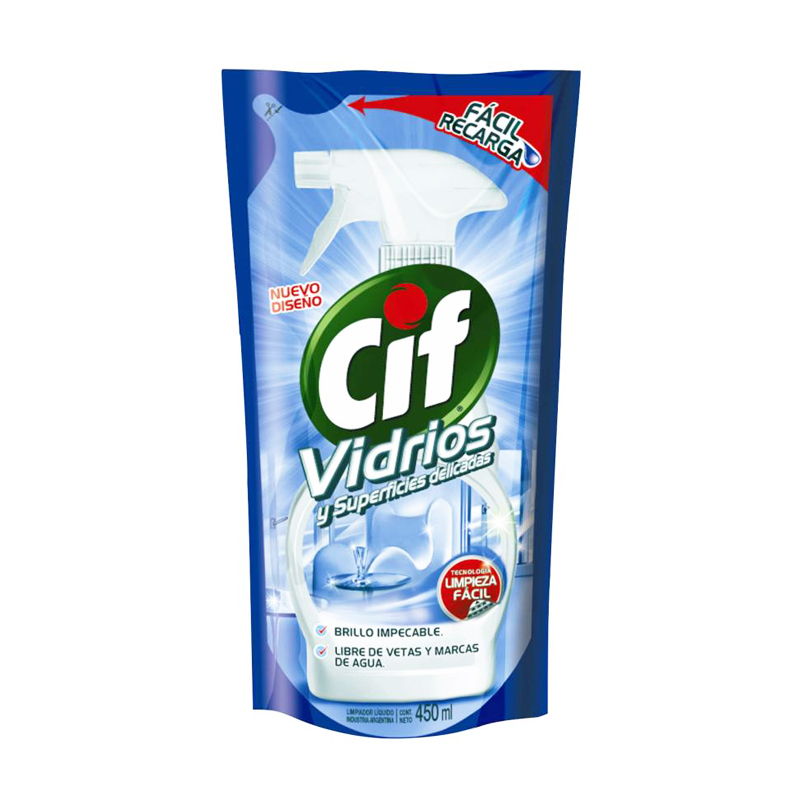 FÁCIL
RECARGA
NUEVO
DISEÑO
Cif
®
Vidrios
y Superficies delicadas
TECNOLOGÍA
LIMPIEZA
FÁCIL
BRILLO IMPECABLE.
LIBRE DE VETAS Y MARCAS
DE AGUA.
LIMPIADOR LÍQUIDO
INDUSTRIA ARGENTINA
CONT.
NETO
450 ml